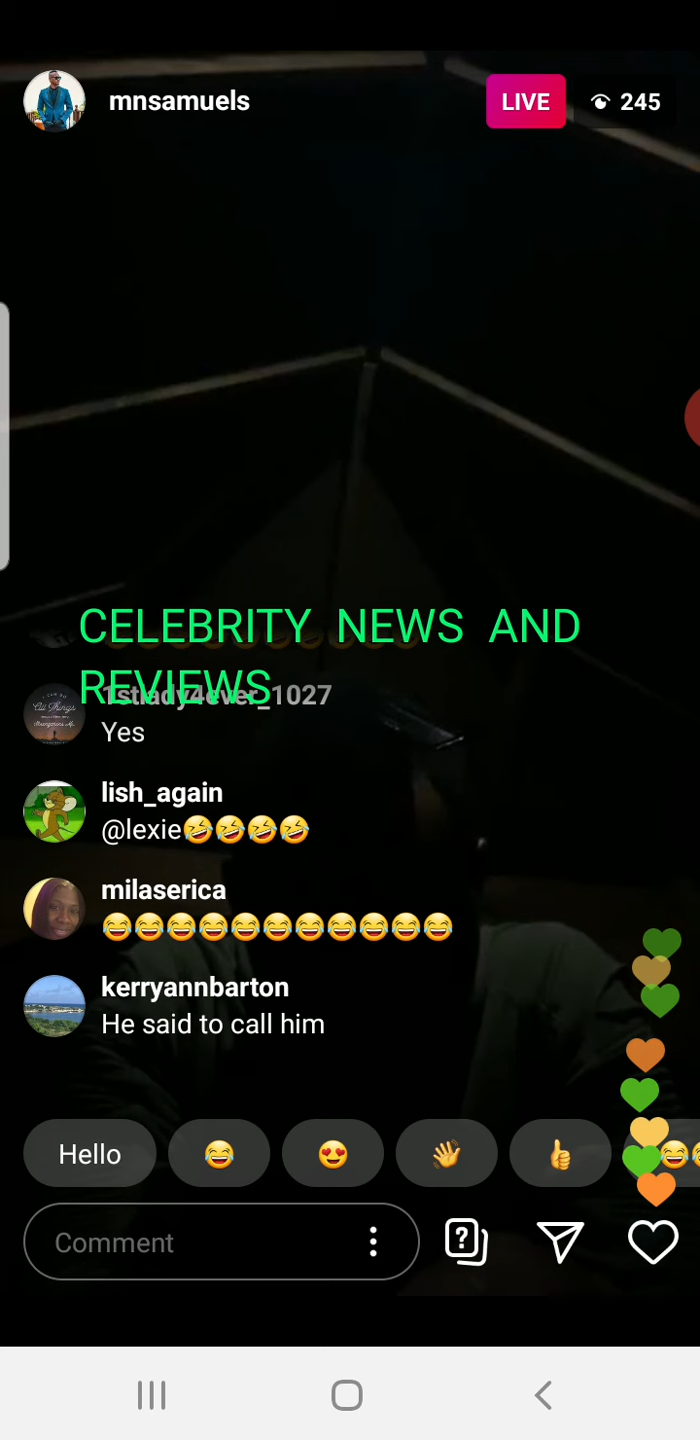 mnsamuels
LIVE
245
CELEBRITY NEWS AND
REVIEWS
1stlady4ever_1027
Yes
lish_again
@lexie🤣🤣🤣🤣
milaserica
😂😂😂😂😂😂😂😂😂😂😂
kerryannbarton
He said to call him
Hello 😂 😍 👋 👍 😂
Comment